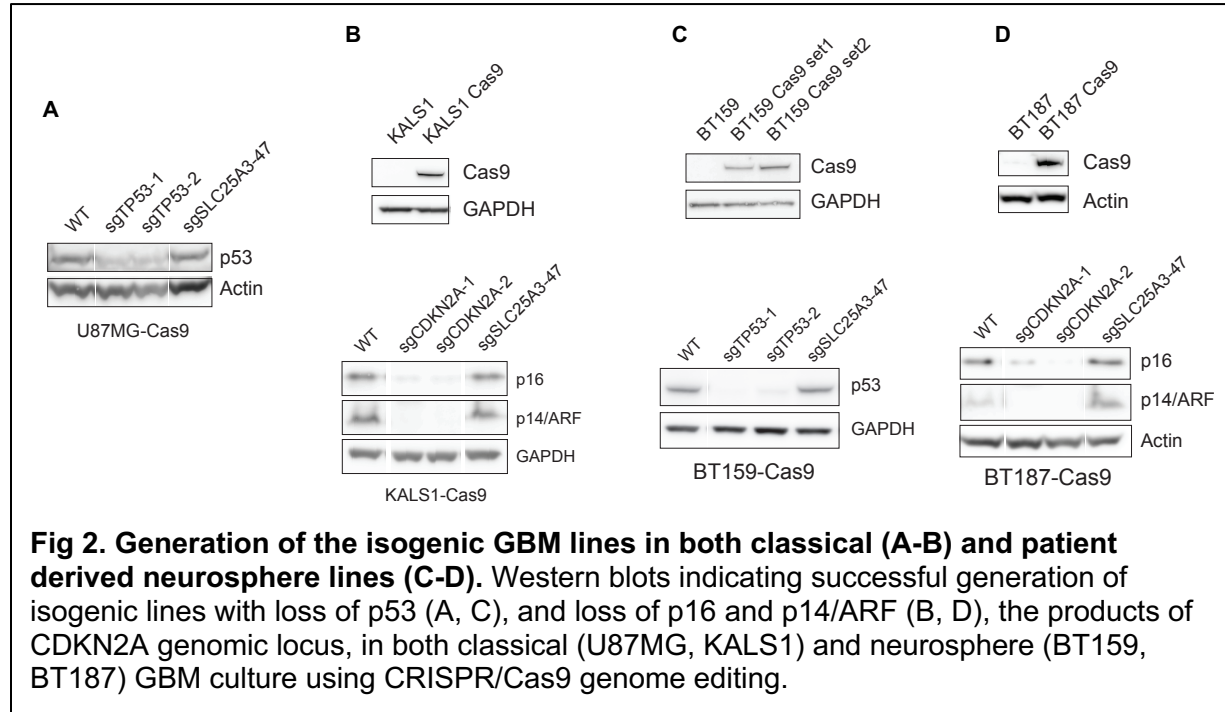 A
WT
sgTP53-1
sgTP53-2
sgSLC25A3-47
p53
Actin
U87MG-Cas9
B
KALS1
KALS1 Cas9
Cas9
GAPDH
WT
sgCDKN2A-1
sgCDKN2A-2
sgSLC25A3-47
p16
p14/ARF
GAPDH
KALS1-Cas9
C
BT159
BT159 Cas9 set1
BT159 Cas9 set2
Cas9
GAPDH
WT
sgTP53-1
sgTP53-2
sgSLC25A3-47
p53
GAPDH
BT159-Cas9
D
BT187
BT187 Cas9
Cas9
Actin
WT
sgCDKN2A-1
sgCDKN2A-2
sgSLC25A3-47
p16
p14/ARF
Actin
BT187-Cas9
Fig 2. Generation of the isogenic GBM lines in both classical (A-B) and patient
derived neurosphere lines (C-D). Western blots indicating successful generation of
isogenic lines with loss of p53 (A, C), and loss of p16 and p14/ARF (B, D), the products of
CDKN2A genomic locus, in both classical (U87MG, KALS1) and neurosphere (BT159,
BT187) GBM culture using CRISPR/Cas9 genome editing.